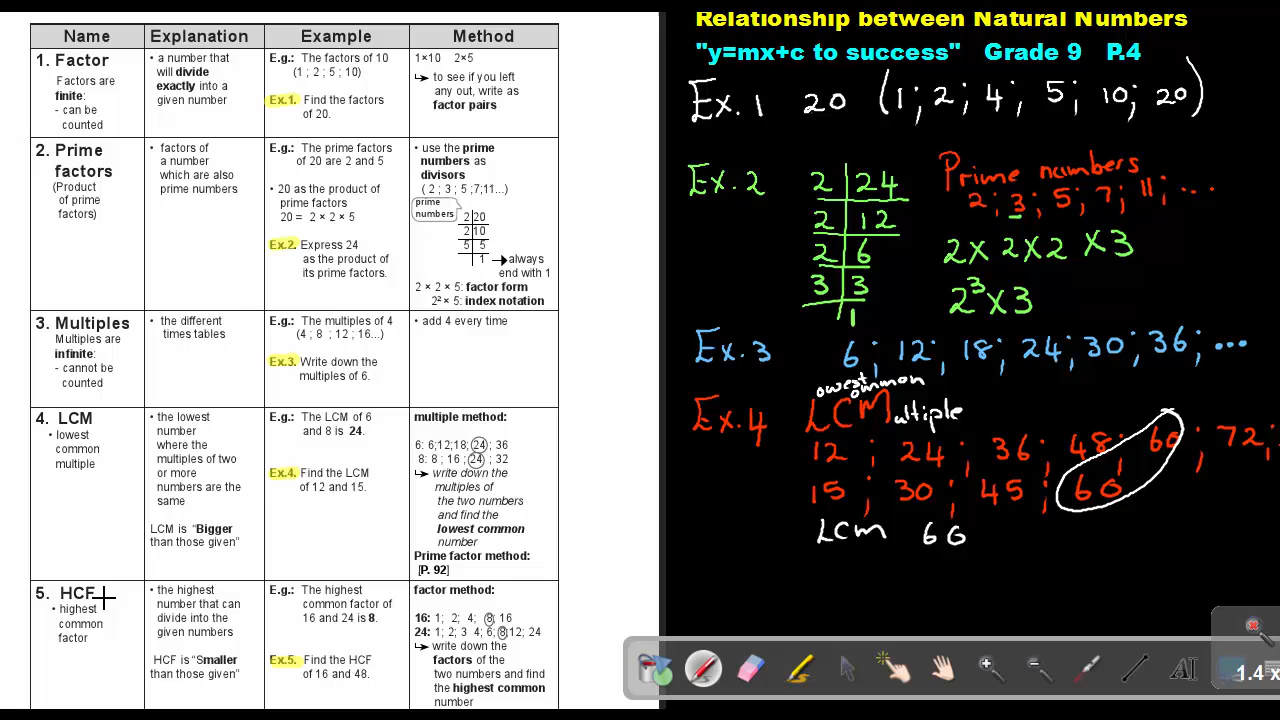 Name Explanation Example Method
1. Factor
Factors are
finite:
- can be
counted
• a number that
will divide
exactly into a
given number
E.g.: The factors of 10
(1 ; 2 ; 5 ; 10)
Ex.1. Find the factors
of 20.
1×10 2×5
to see if you left
any out, write as
factor pairs
2. Prime
factors
(Product
of prime
factors)
• factors of
a number
which are also
prime numbers
E.g.: The prime factors
of 20 are 2 and 5
• 20 as the product of
prime factors
20 = 2 × 2 × 5
Ex.2. Express 24
as the product of
its prime factors.
• use the prime
numbers as
divisors
( 2 ; 3 ; 5 ;7;11...)
prime
numbers
2 20
2 10
5 5
1
always
end with 1
2 × 2 × 5: factor form
2² × 5: index notation
3. Multiples
Multiples are
infinite:
- cannot be
counted
• the different
times tables
E.g.: The multiples of 4
(4 ; 8 ; 12 ; 16...)
Ex.3. Write down the
multiples of 6.
• add 4 every time
4. LCM
• lowest
common
multiple
• the lowest
number
where the
multiples of two
or more
numbers are the
same
LCM is "Bigger
than those given"
E.g.: The LCM of 6
and 8 is 24.
Ex.4. Find the LCM
of 12 and 15.
multiple method:
6: 6;12;18; 24 ; 36
8: 8 ; 16 ; 24 ; 32
write down the
multiples of
the two numbers
and find the
lowest common
number
Prime factor method:
[P. 92]
5. HCF
• highest
common
factor
• the highest
number that can
divide into the
given numbers
HCF is "Smaller
than those given"
E.g.: The highest
common factor of
16 and 24 is 8.
Ex.5. Find the HCF
of 16 and 48.
factor method:
16: 1; 2; 4; 8; 16
24: 1; 2; 3 4; 6; 8;12; 24
write down the
factors of the
two numbers and find
the highest common
number
Relationship between Natural Numbers
"y=mx+c to success" Grade 9 P.4
Ex.1 20 (1 ; 2 ; 4 ; 5 ; 10 ; 20)
Ex.2
2 24
2 12
2 6
3 3
1
Prime numbers
2 ; 3 ; 5 ; 7 ; 11 ; ...
2 × 2 × 2 × 3
2³ × 3
Ex.3 6 ; 12 ; 18 ; 24 ; 30 ; 36 ; ...
owest ommon
Ex.4 LCM ultiple
12 ; 24 ; 36 ; 48 ; 60 ; 72 ;
15 ; 30 ; 45 ; 60
LCM 60
1.4 x